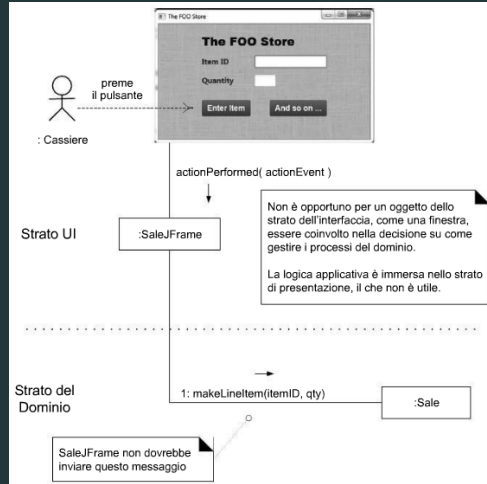 The FOO Store
The FOO Store
Item ID
Quantity
Enter Item
And so on ...
preme
il pulsante
: Cassiere
actionPerformed( actionEvent )
Strato UI
:SaleJFrame
Non è opportuno per un oggetto dello
strato dell'interfaccia, come una finestra,
essere coinvolto nella decisione su come
gestire i processi del dominio.
La logica applicativa è immersa nello strato
di presentazione, il che non è utile.
Strato del
Dominio
1: makeLineItem(itemID, qty)
:Sale
SaleJFrame non dovrebbe
inviare questo messaggio